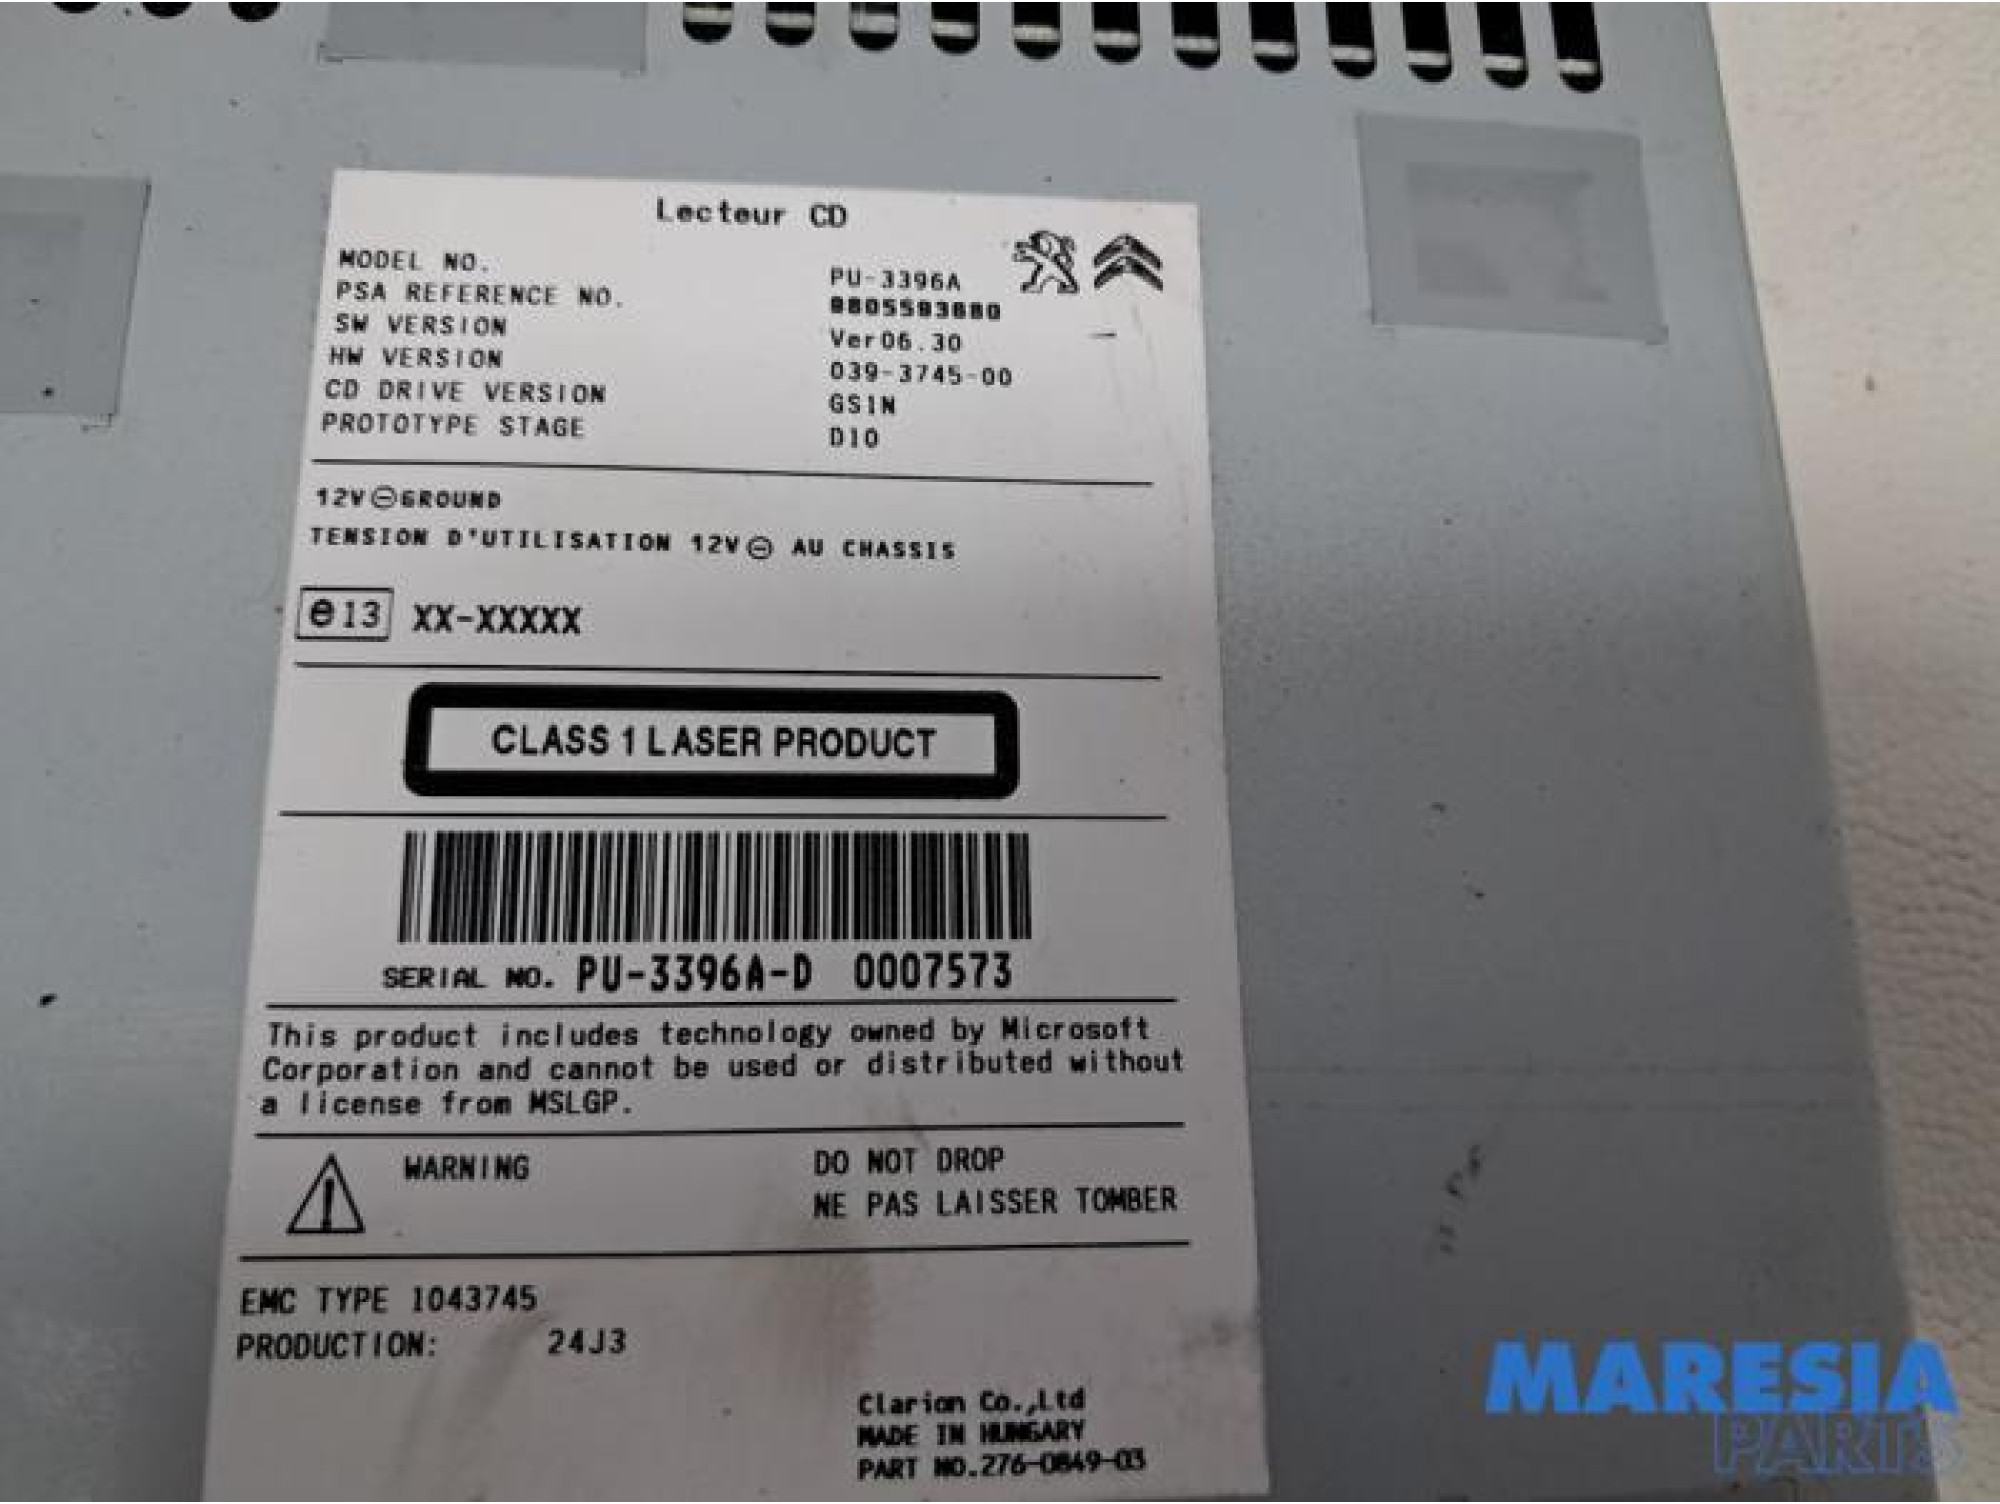 Lecteur CD
MODEL NO. PU-3396A
PSA REFERENCE NO.
SW VERSION Ver06.30
HW VERSION 039-3745-00
CD DRIVE VERSION GS1N
PROTOTYPE STAGE D10
12V⊖GROUND
TENSION D'UTILISATION 12V⊖ AU CHASSIS
e13 XX-XXXXX
CLASS 1 LASER PRODUCT
SERIAL NO. PU-3396A-D 0007573
This product includes technology owned by Microsoft
Corporation and cannot be used or distributed without
a license from MSLGP.
WARNING DO NOT DROP
NE PAS LAISSER TOMBER
EMC TYPE 1043745
PRODUCTION: 24J3
Clarion Co.,Ltd
MADE IN HUNGARY
PART NO.276-0849-03
MARESIA
PARTS